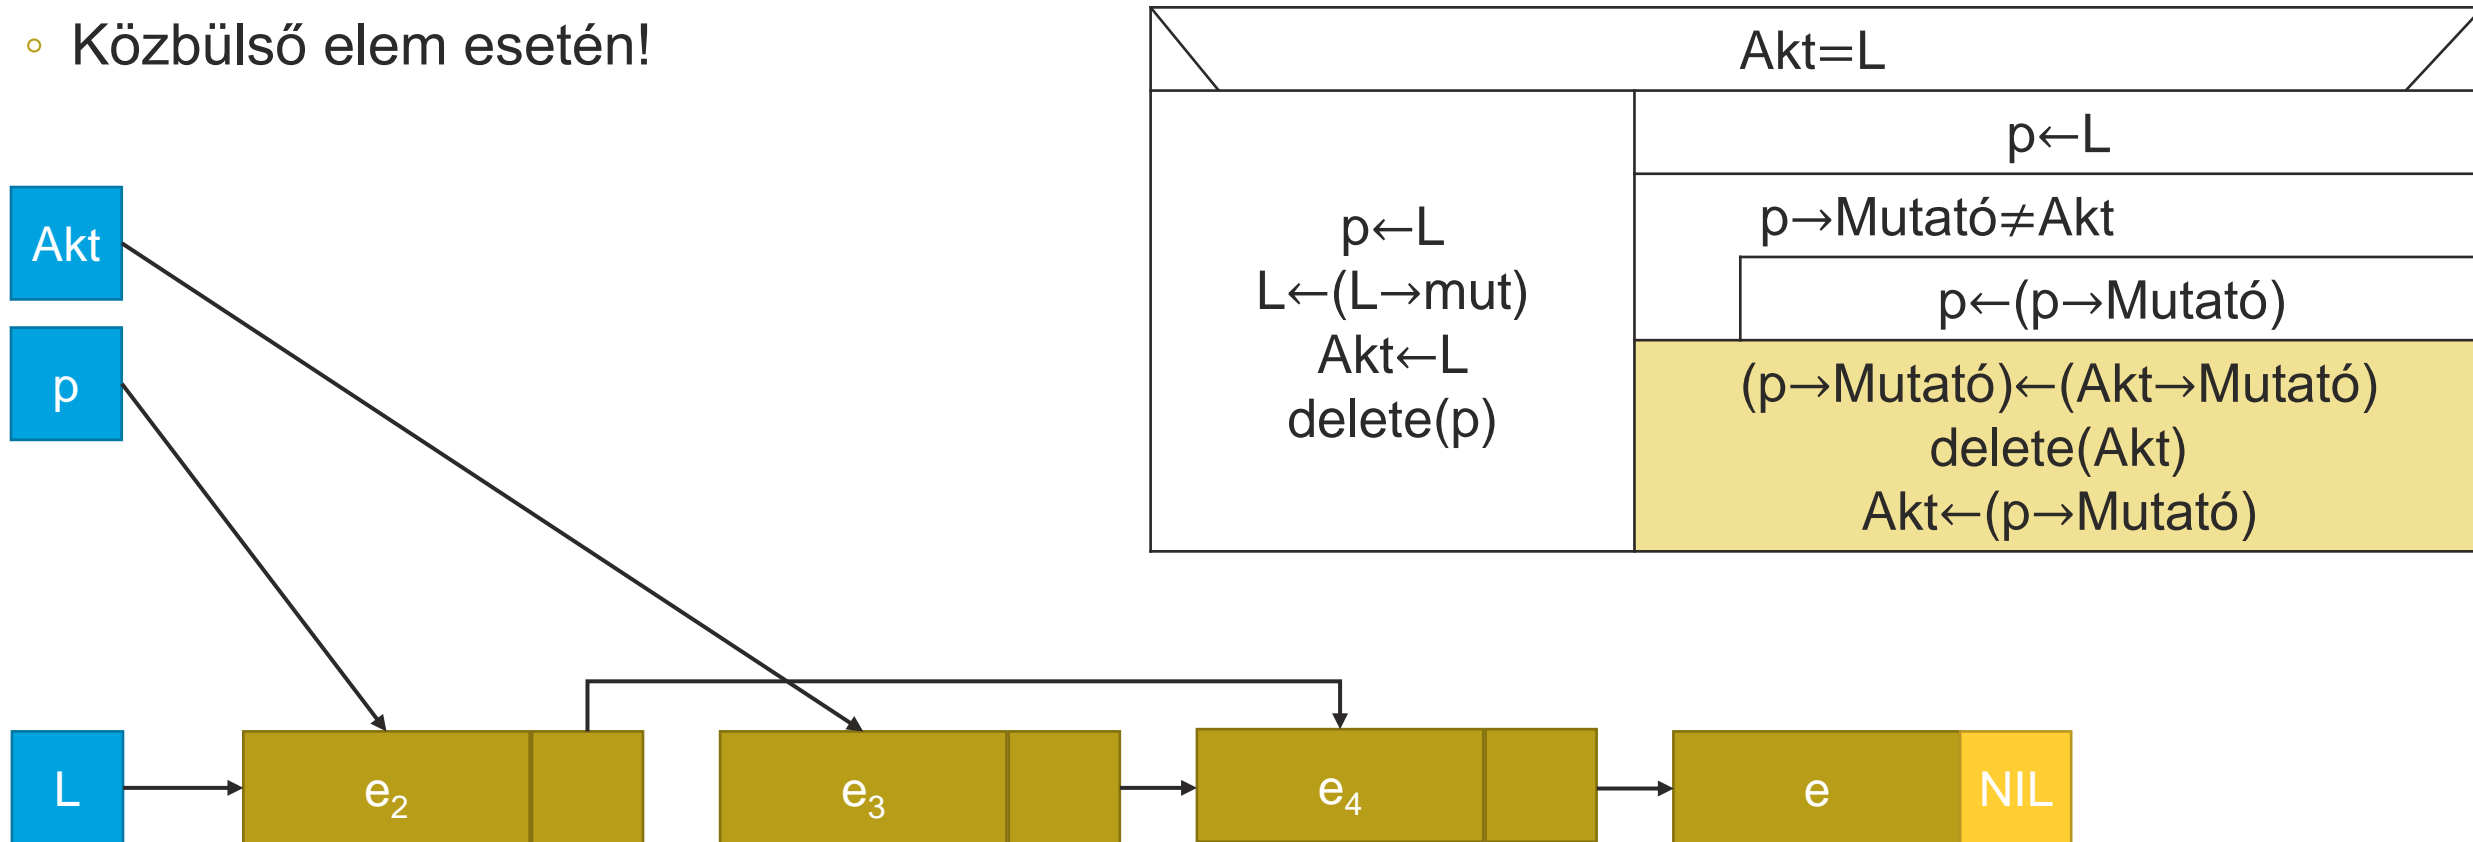 Közbülső elem esetén!
Akt=L
p←L
L←(L→mut)
Akt←L
delete(p)
p←L
p→Mutató≠Akt
p←(p→Mutató)
(p→Mutató)←(Akt→Mutató)
delete(Akt)
Akt←(p→Mutató)
Akt
p
L
e₂
e₃
e₄
e
NIL